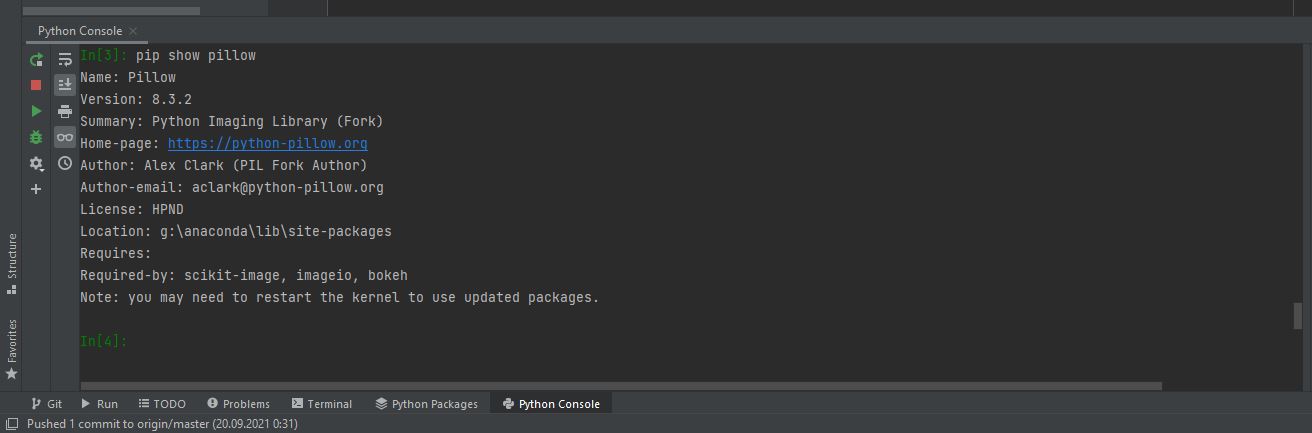 Python Console
In[3]: pip show pillow
Name: Pillow
Version: 8.3.2
Summary: Python Imaging Library (Fork)
Home-page: https://python-pillow.org
Author: Alex Clark (PIL Fork Author)
Author-email: aclark@python-pillow.org
License: HPND
Location: g:\anaconda\lib\site-packages
Requires:
Required-by: scikit-image, imageio, bokeh
Note: you may need to restart the kernel to use updated packages.
In[4]:
Structure
Favorites
Git Run TODO Problems Terminal Python Packages Python Console
Pushed 1 commit to origin/master (20.09.2021 0:31)